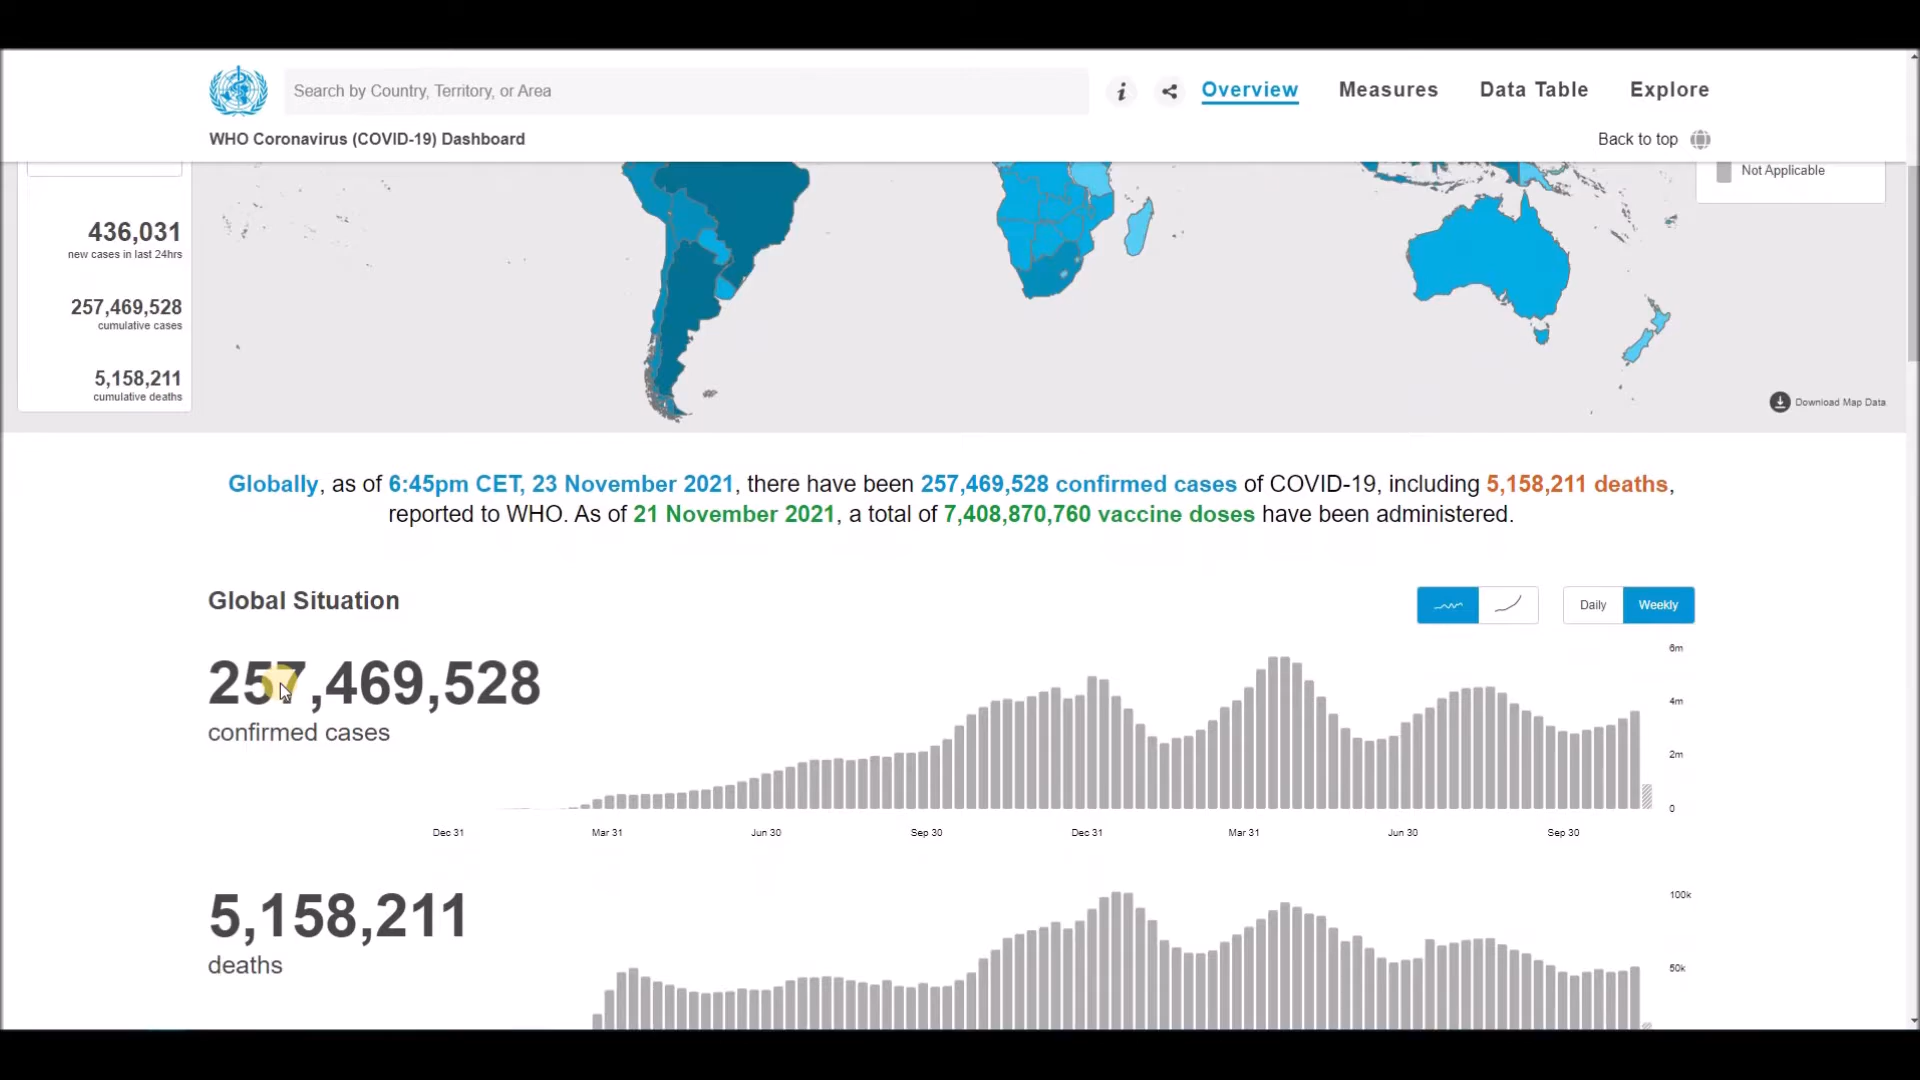 Search by Country, Territory, or Area
Overview
Measures
Data Table
Explore
WHO Coronavirus (COVID-19) Dashboard
Back to top
Not Applicable
436,031
new cases in last 24hrs
257,469,528
cumulative cases
5,158,211
cumulative deaths
Download Map Data
Globally, as of 6:45pm CET, 23 November 2021, there have been 257,469,528 confirmed cases of COVID-19, including 5,158,211 deaths,
reported to WHO. As of 21 November 2021, a total of 7,408,870,760 vaccine doses have been administered.
Global Situation
Daily
Weekly
257,469,528
confirmed cases
6m
4m
2m
0
Dec 31
Mar 31
Jun 30
Sep 30
Dec 31
Mar 31
Jun 30
Sep 30
5,158,211
deaths
100k
50k